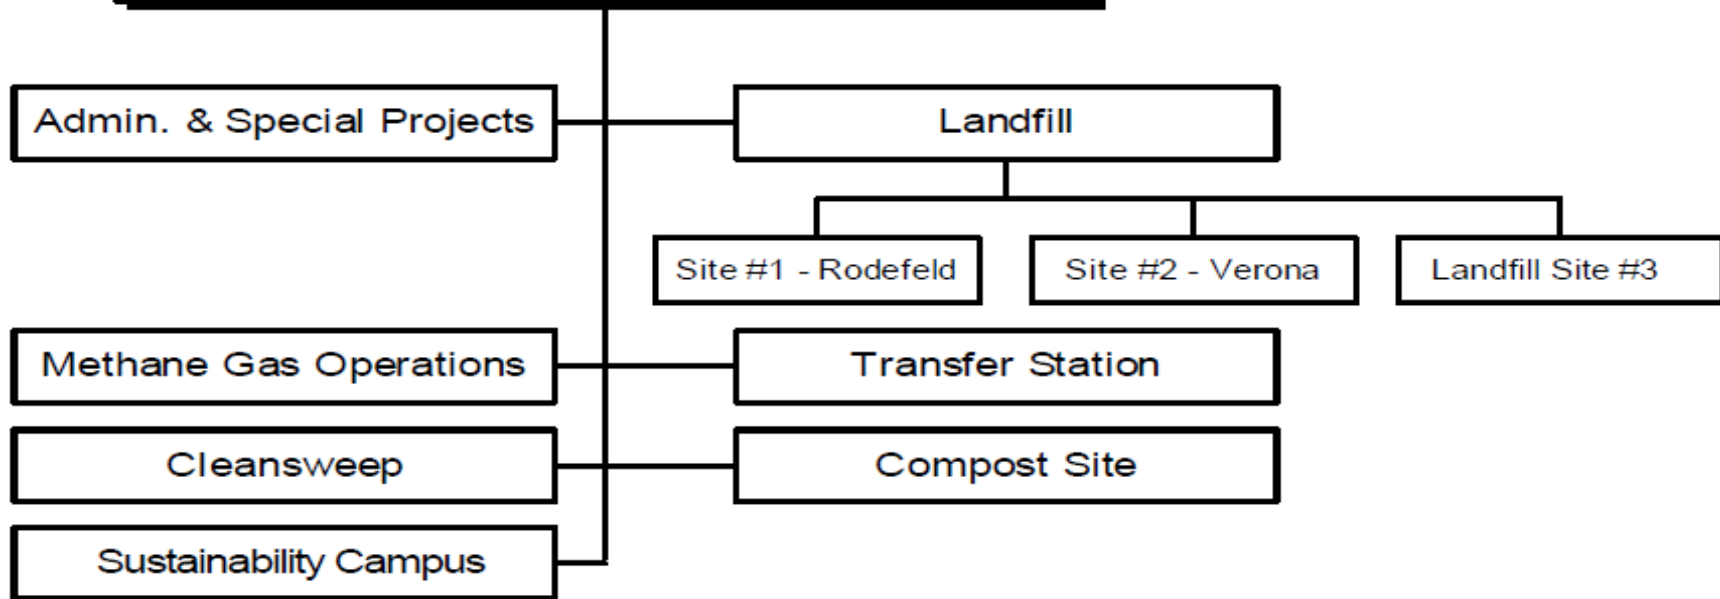 Admin. & Special Projects
Landfill
Site #1 - Rodefeld
Site #2 - Verona
Landfill Site #3
Methane Gas Operations
Transfer Station
Cleansweep
Compost Site
Sustainability Campus